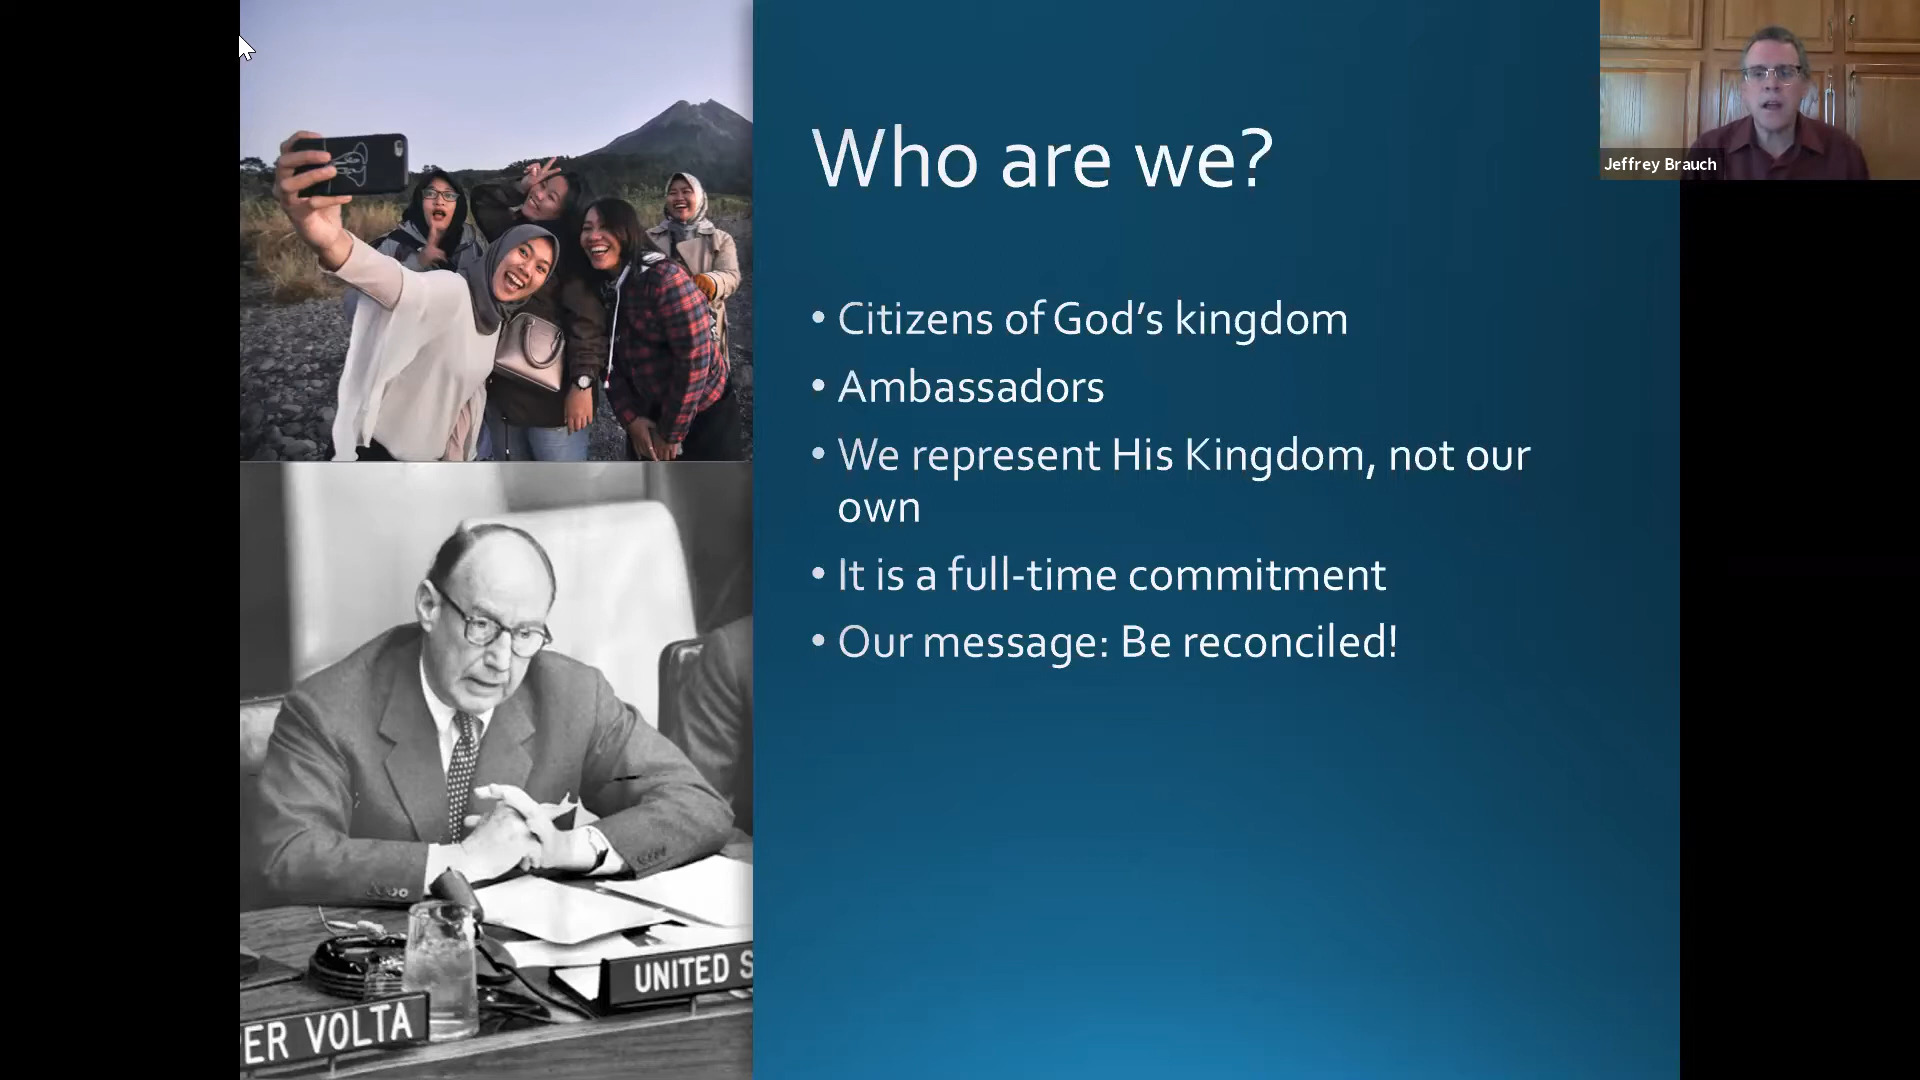 Who are we?
Jeffrey Brauch
• Citizens of God's kingdom
• Ambassadors
• We represent His Kingdom, not our
own
• It is a full-time commitment
• Our message: Be reconciled!
UNITED S
ER VOLTA